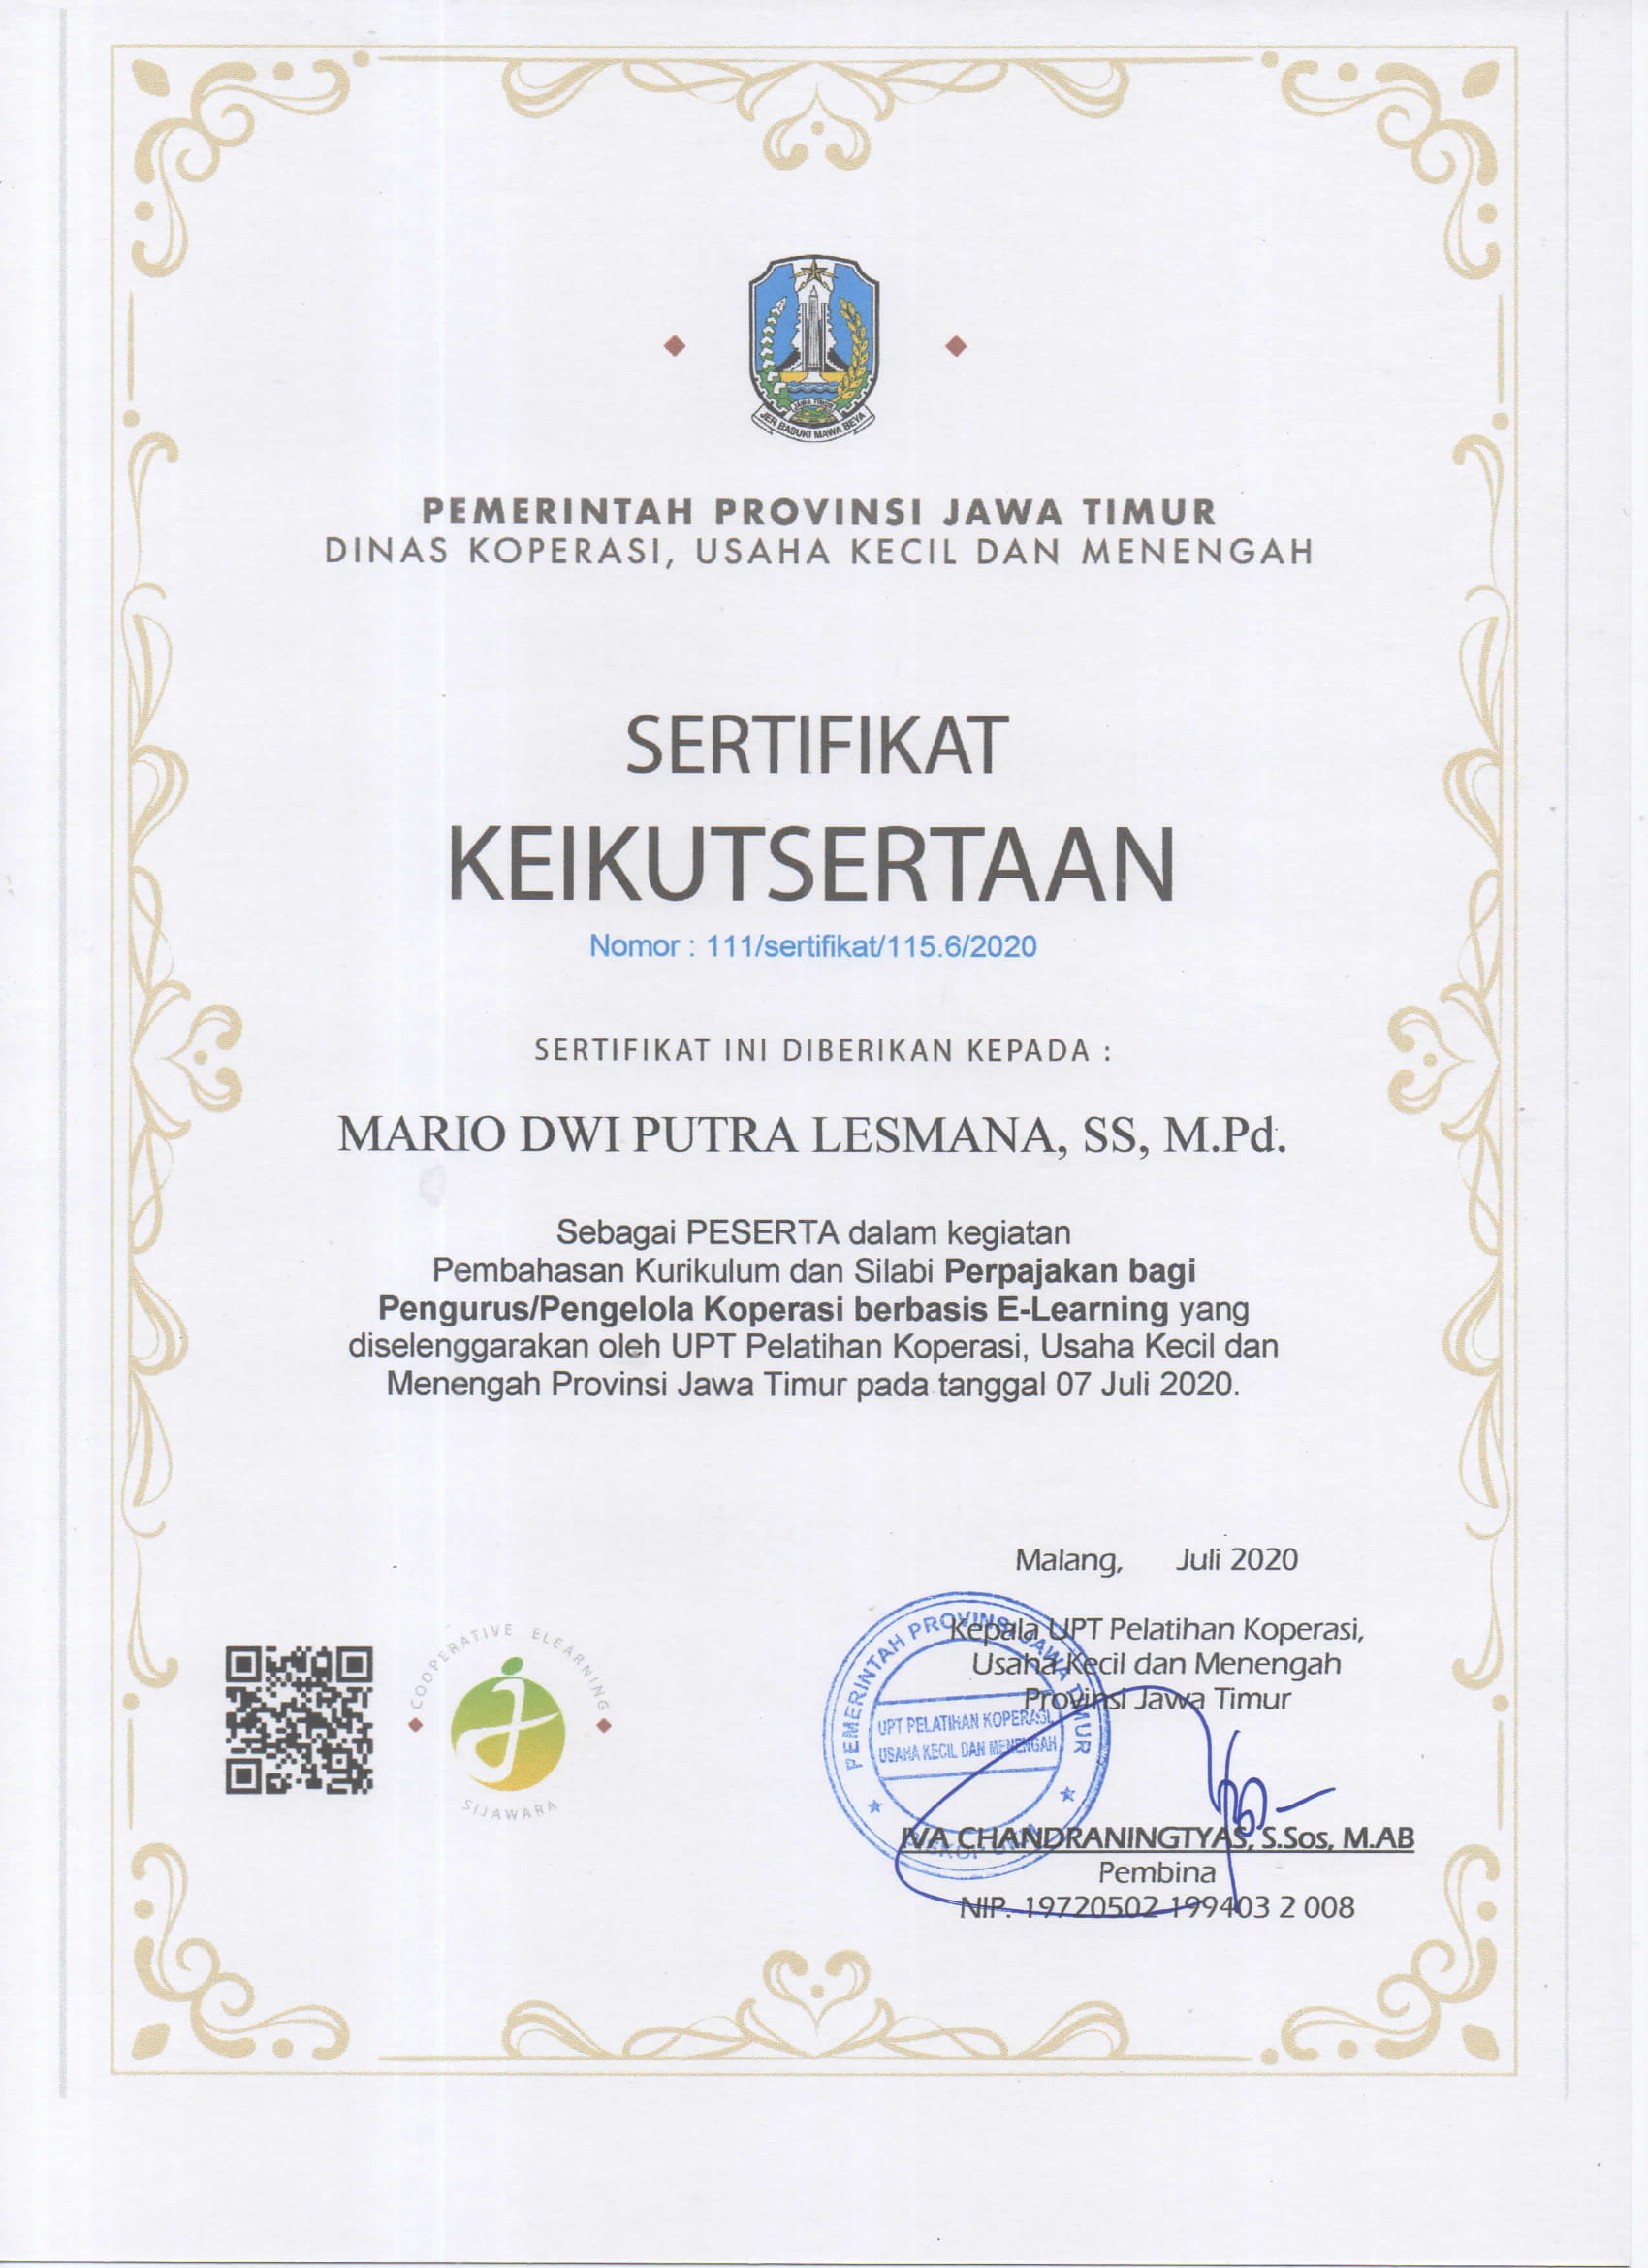 JAWA TIMUR
JER BASUKI MAWA BEYA
PEMERINTAH PROVINSI JAWA TIMUR
DINAS KOPERASI, USAHA KECIL DAN MENENGAH
SERTIFIKAT
KEIKUTSERTAAN
Nomor : 111/sertifikat/115.6/2020
SERTIFIKAT INI DIBERIKAN KEPADA :
MARIO DWI PUTRA LESMANA, SS, M.Pd.
Sebagai PESERTA dalam kegiatan
Pembahasan Kurikulum dan Silabi Perpajakan bagi
Pengurus/Pengelola Koperasi berbasis E-Learning yang
diselenggarakan oleh UPT Pelatihan Koperasi, Usaha Kecil dan
Menengah Provinsi Jawa Timur pada tanggal 07 Juli 2020.
Malang, Juli 2020
Kepala UPT Pelatihan Koperasi,
Usaha Kecil dan Menengah
Provinsi Jawa Timur
COOPERATIVE ELEARNING
SIJAWARA
PEMERINTAH PROVINSI JAWA TIMUR
UPT PELATIHAN KOPERASI,
USAHA KECIL DAN MENENGAH
IVA CHANDRANINGTYAS, S.Sos, M.AB
Pembina
NIP. 19720502 199403 2 008